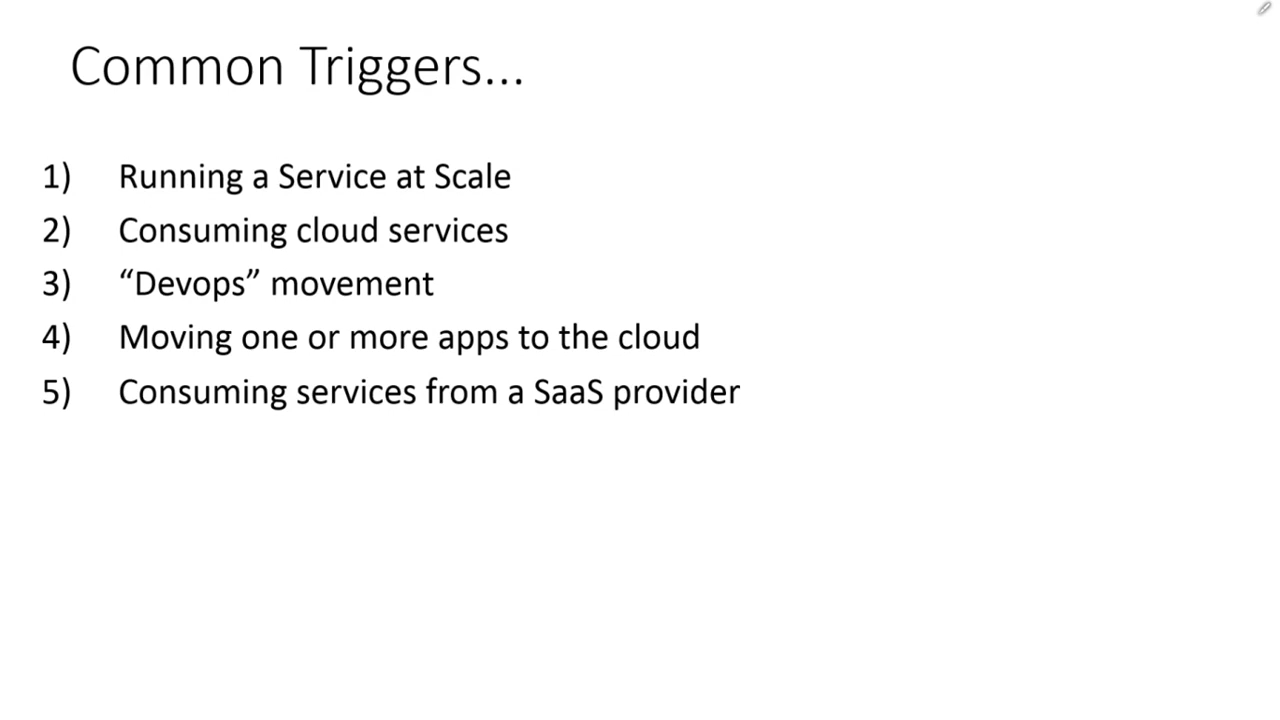 Common Triggers...
1) Running a Service at Scale
2) Consuming cloud services
3) “Devops” movement
4) Moving one or more apps to the cloud
5) Consuming services from a SaaS provider